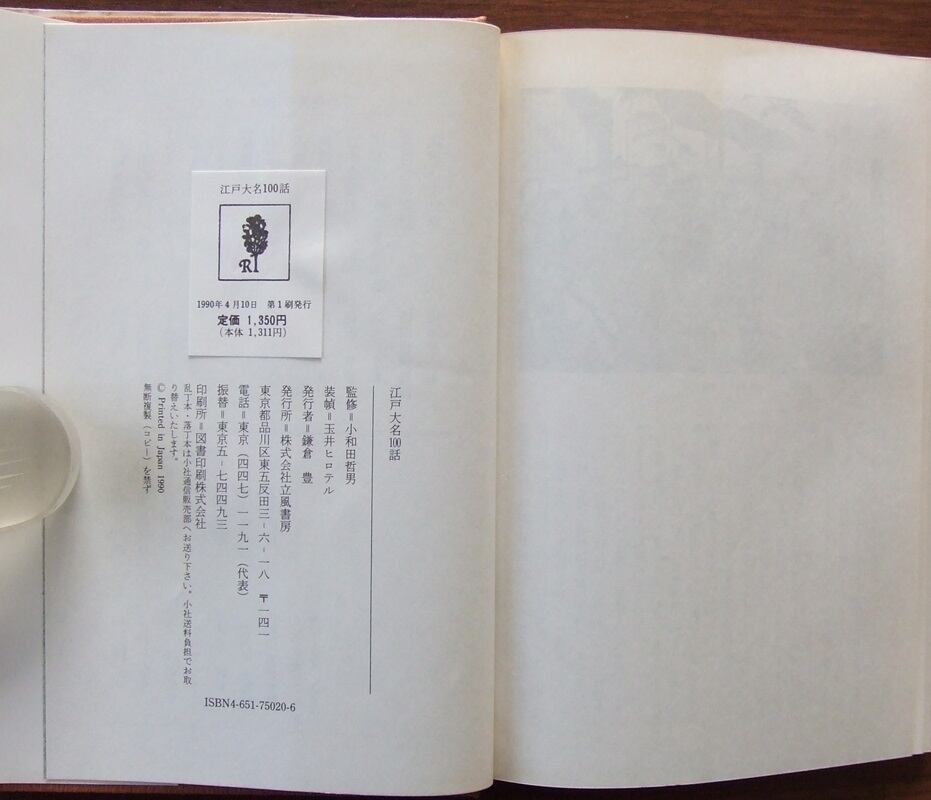 江戸大名100話
R
1990年4月10日 第1刷発行
定価 1,350円
(本体 1,311円)
江戸大名100話
監修＝小和田哲男
装幀＝玉井ヒロテル
発行者＝鎌倉 豊
発行所＝株式会社立風書房
東京都品川区東五反田三-六-一八 〒一四一
電話＝東京(四四七)一一九一(代表)
振替＝東京五-七四四九三
印刷所＝図書印刷株式会社
乱丁本・落丁本は小社通信販売部へお送り下さい。小社送料負担でお取
り替えいたします。
© Printed in Japan 1990
無断複製(コピー)を禁ず
ISBN4-651-75020-6